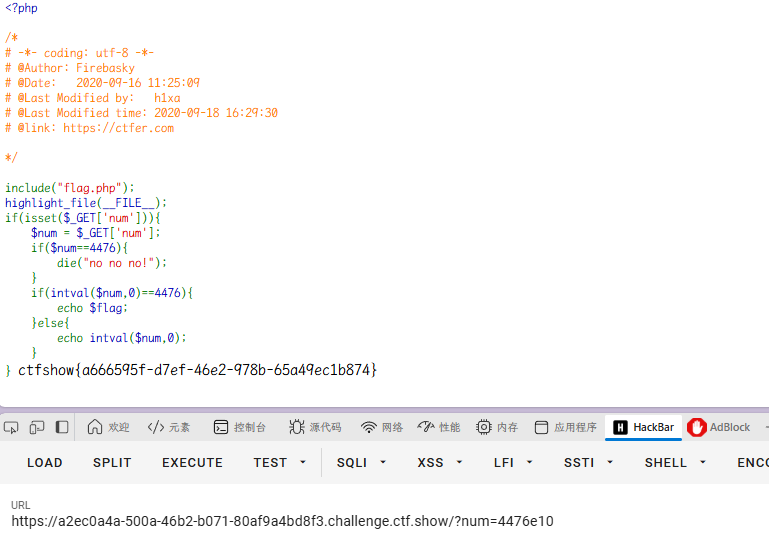 <?php
/*
# -*- coding: utf-8 -*-
# @Author: Firebasky
# @Date:   2020-09-16 11:25:09
# @Last Modified by:   h1xa
# @Last Modified time: 2020-09-18 16:29:30
# @link: https://ctfer.com
*/
include("flag.php");
highlight_file(__FILE__);
if(isset($_GET['num'])){
    $num = $_GET['num'];
    if($num==4476){
        die("no no no!");
    }
    if(intval($num,0)==4476){
        echo $flag;
    }else{
        echo intval($num,0);
    }
} ctfshow{a666595f-d7ef-46e2-978b-65a49ec1b874}
欢迎 </> 元素 控制台 源代码 网络 性能 内存 应用程序 H HackBar AdBlock
LOAD SPLIT EXECUTE TEST SQLI XSS LFI SSTI SHELL ENCO
URL
https://a2ec0a4a-500a-46b2-b071-80af9a4bd8f3.challenge.ctf.show/?num=4476e10